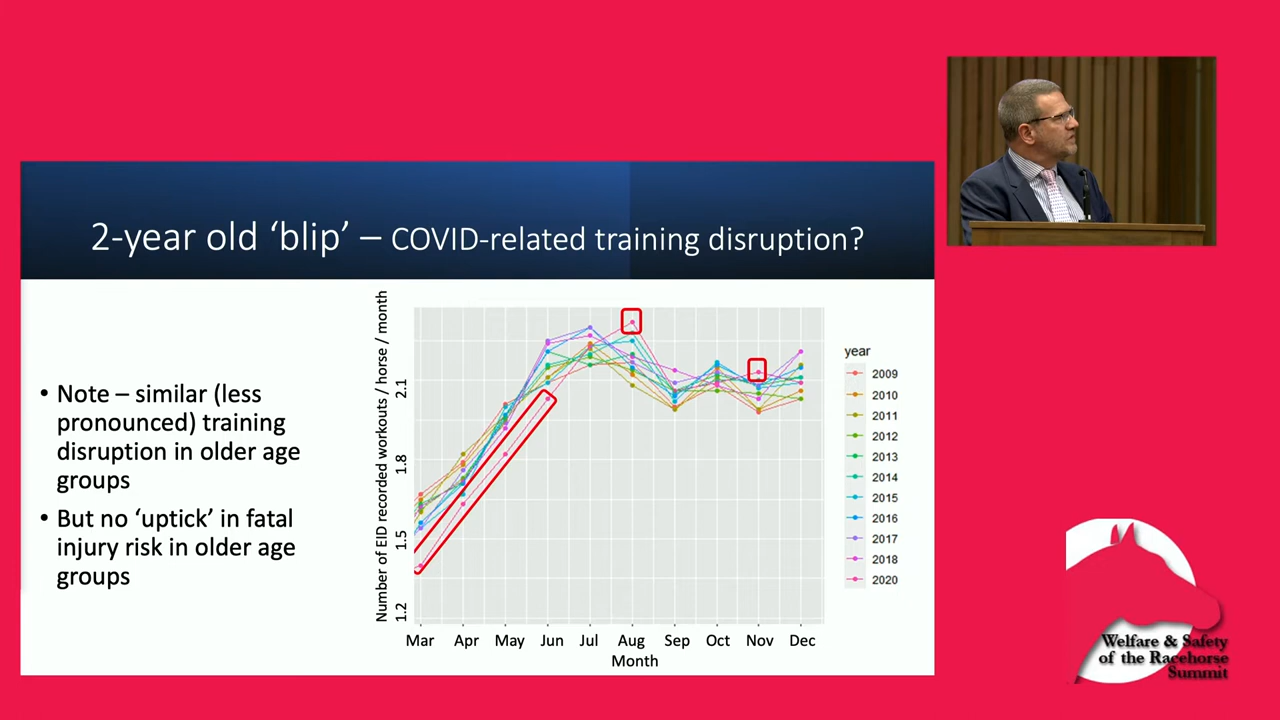 2-year old ‘blip’ – COVID-related training disruption?
• Note – similar (less
pronounced) training
disruption in older age
groups
• But no ‘uptick’ in fatal
injury risk in older age
groups
Number of EID recorded workouts / horse / month
2.1
1.8
1.5
1.2
Mar Apr May Jun Jul Aug Sep Oct Nov Dec
Month
year
2009
2010
2011
2012
2013
2014
2015
2016
2017
2018
2020
Welfare & Safety
of the Racehorse
Summit